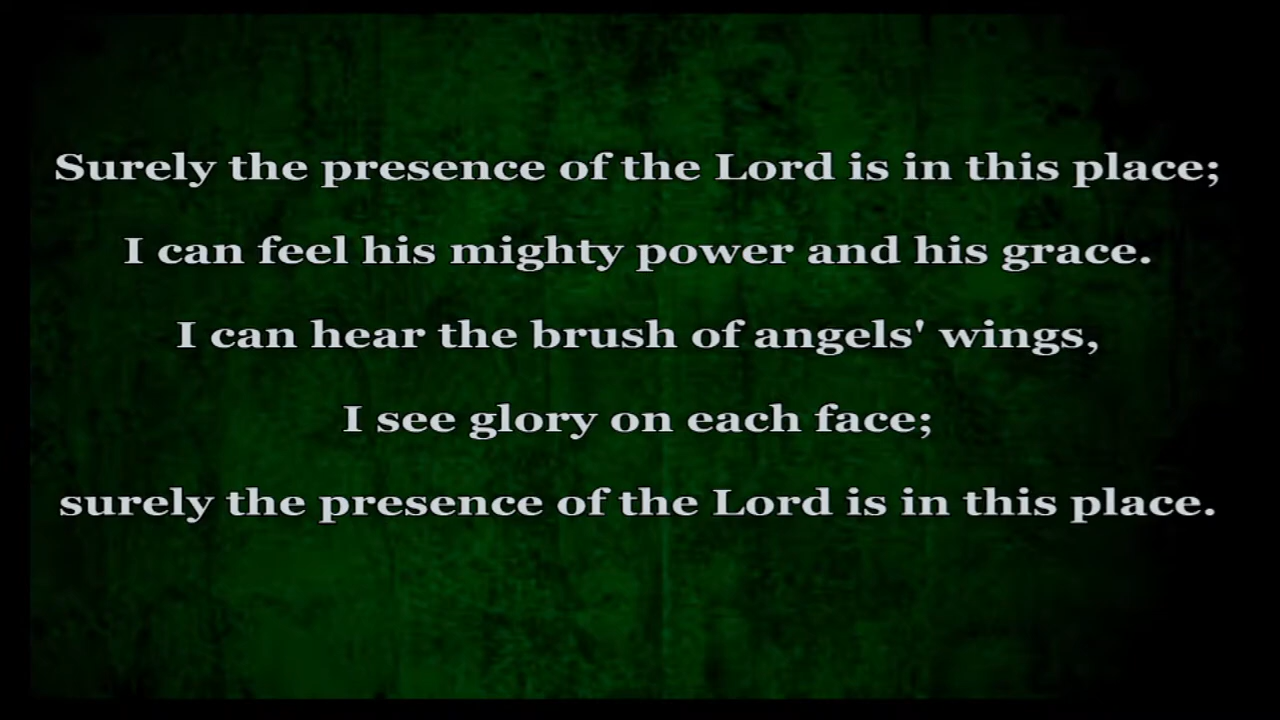 Surely the presence of the Lord is in this place;
I can feel his mighty power and his grace.
I can hear the brush of angels' wings,
I see glory on each face;
surely the presence of the Lord is in this place.